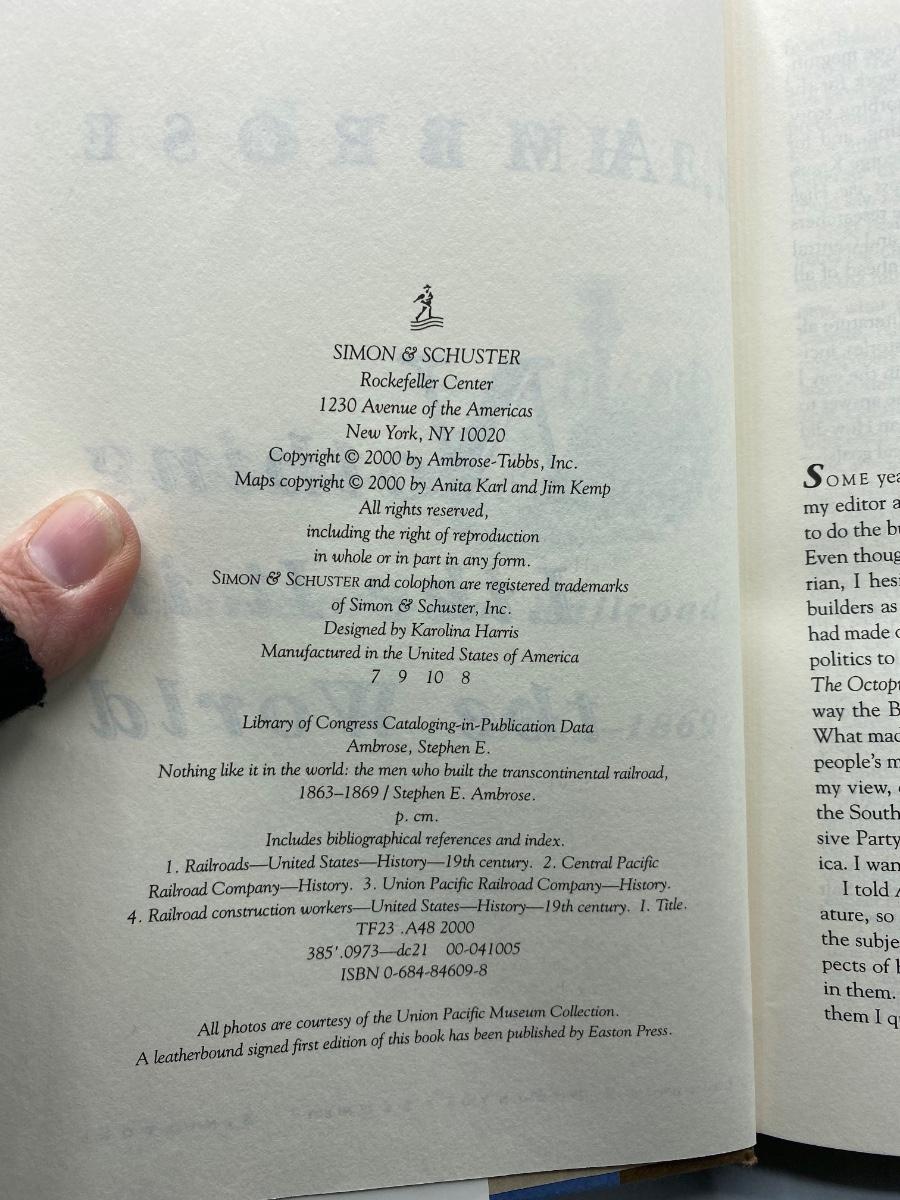 SIMON & SCHUSTER
Rockefeller Center
1230 Avenue of the Americas
New York, NY 10020
Copyright © 2000 by Ambrose-Tubbs, Inc.
Maps copyright © 2000 by Anita Karl and Jim Kemp
All rights reserved,
including the right of reproduction
in whole or in part in any form.
SIMON & SCHUSTER and colophon are registered trademarks
of Simon & Schuster, Inc.
Designed by Karolina Harris
Manufactured in the United States of America
7 9 10 8
Library of Congress Cataloging-in-Publication Data
Ambrose, Stephen E.
Nothing like it in the world: the men who built the transcontinental railroad,
1863–1869 / Stephen E. Ambrose.
p. cm.
Includes bibliographical references and index.
1. Railroads—United States—History—19th century. 2. Central Pacific
Railroad Company—History. 3. Union Pacific Railroad Company—History.
4. Railroad construction workers—United States—History—19th century. I. Title.
TF23 .A48 2000
385'.0973—dc21 00-041005
ISBN 0-684-84609-8
All photos are courtesy of the Union Pacific Museum Collection.
A leatherbound signed first edition of this book has been published by Easton Press.
SOME
my editor
to do the
Even
rian, I
builders as
had made
politics to
The
way the
What
people's
my view,
the South
sive Party
ica. I
I told
ature, so
the
pects of
in them.
them I